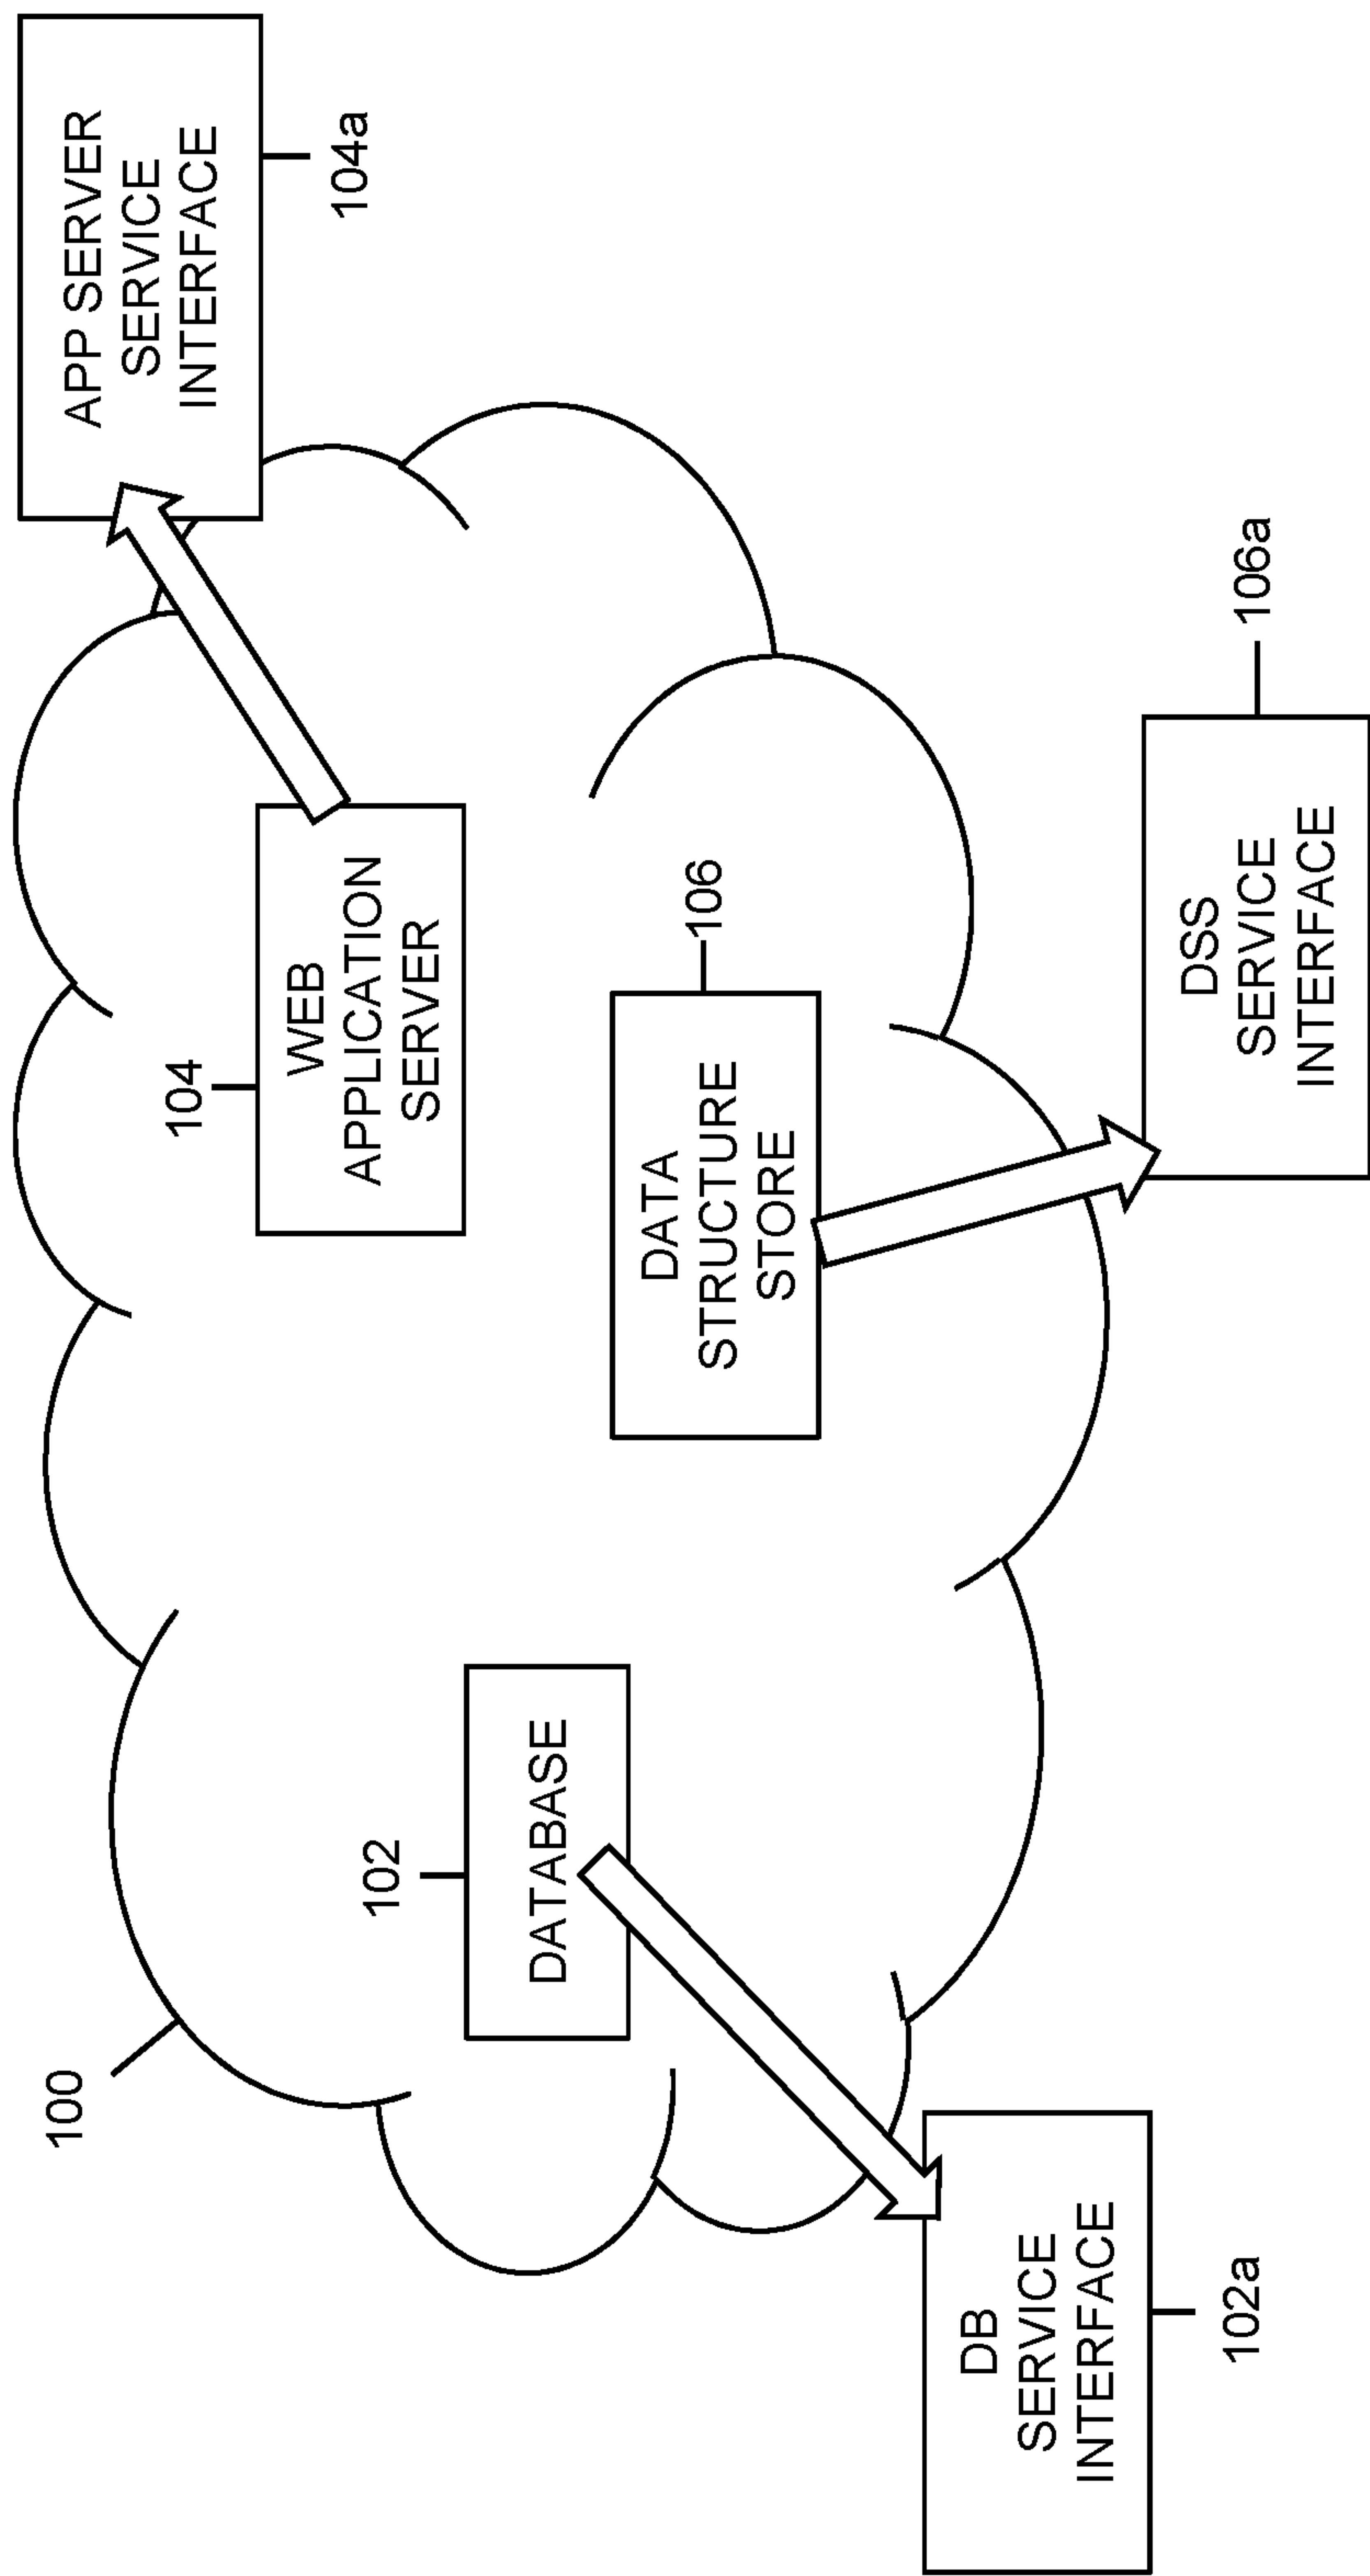 100
102
DATABASE
104
WEB
APPLICATION
SERVER
APP SERVER
SERVICE
INTERFACE
104a
DATA
STRUCTURE
STORE
106
DB
SERVICE
INTERFACE
102a
DSS
SERVICE
INTERFACE
106a